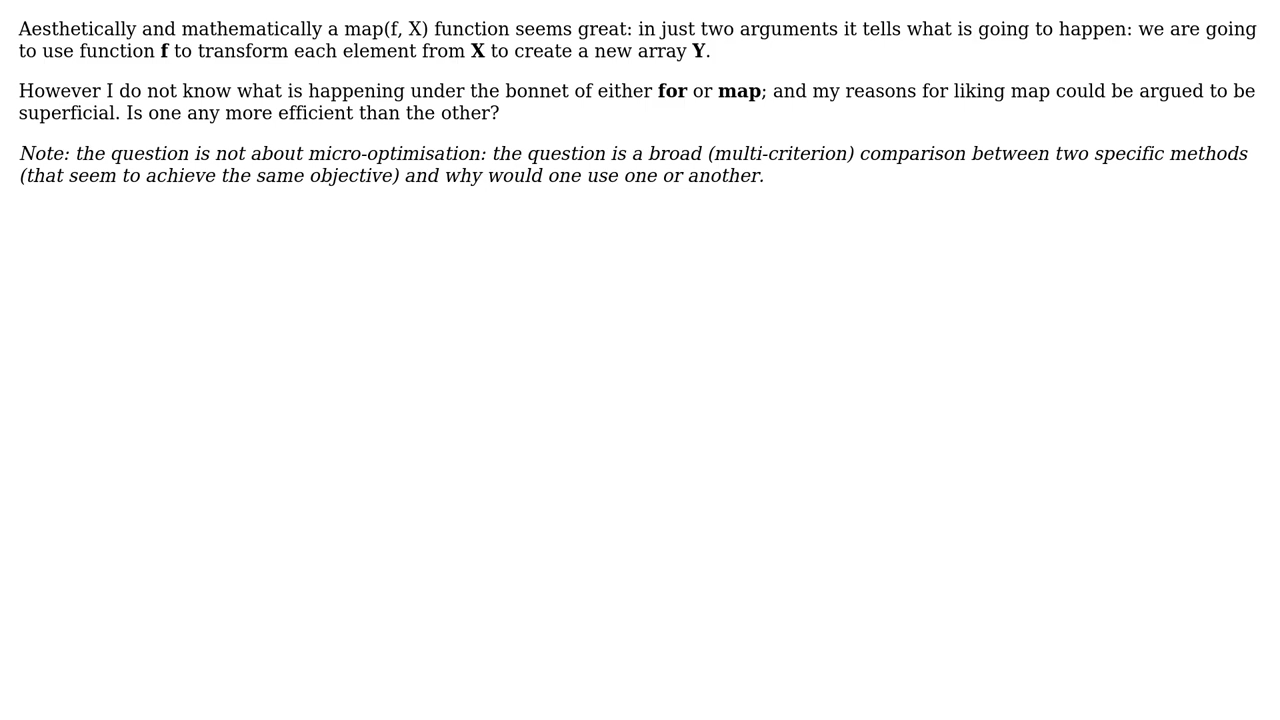 Aesthetically and mathematically a map(f, X) function seems great: in just two arguments it tells what is going to happen: we are going
to use function f to transform each element from X to create a new array Y.
However I do not know what is happening under the bonnet of either for or map; and my reasons for liking map could be argued to be
superficial. Is one any more efficient than the other?
Note: the question is not about micro-optimisation: the question is a broad (multi-criterion) comparison between two specific methods
(that seem to achieve the same objective) and why would one use one or another.